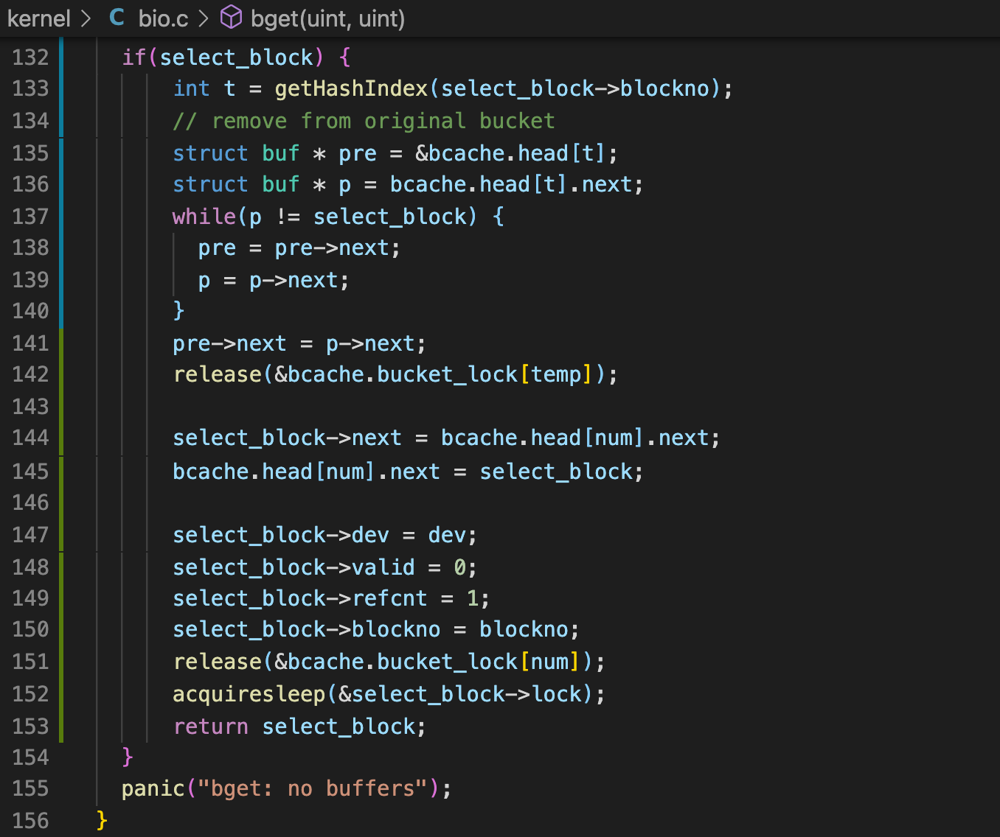 kernel > C bio.c > bget(uint, uint)
132 if(select_block) {
133 int t = getHashIndex(select_block->blockno);
134 // remove from original bucket
135 struct buf * pre = &bcache.head[t];
136 struct buf * p = bcache.head[t].next;
137 while(p != select_block) {
138 pre = pre->next;
139 p = p->next;
140 }
141 pre->next = p->next;
142 release(&bcache.bucket_lock[temp]);
143
144 select_block->next = bcache.head[num].next;
145 bcache.head[num].next = select_block;
146
147 select_block->dev = dev;
148 select_block->valid = 0;
149 select_block->refcnt = 1;
150 select_block->blockno = blockno;
151 release(&bcache.bucket_lock[num]);
152 acquiresleep(&select_block->lock);
153 return select_block;
154 }
155 panic("bget: no buffers");
156 }